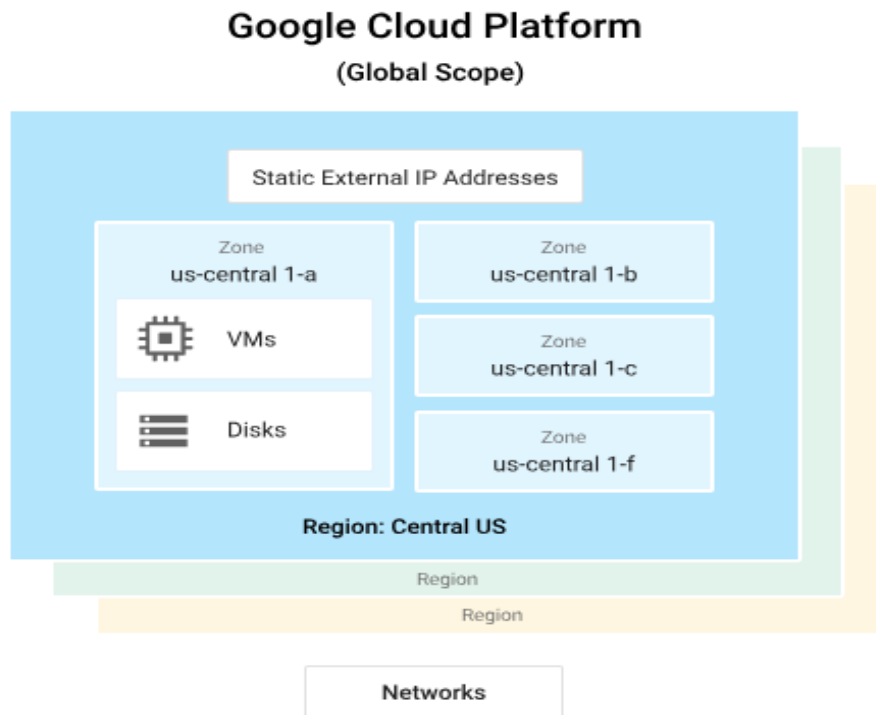 Google Cloud Platform
(Global Scope)
Static External IP Addresses
Zone
us-central 1-a
VMs
Disks
Zone
us-central 1-b
Zone
us-central 1-c
Zone
us-central 1-f
Region: Central US
Region
Region
Networks